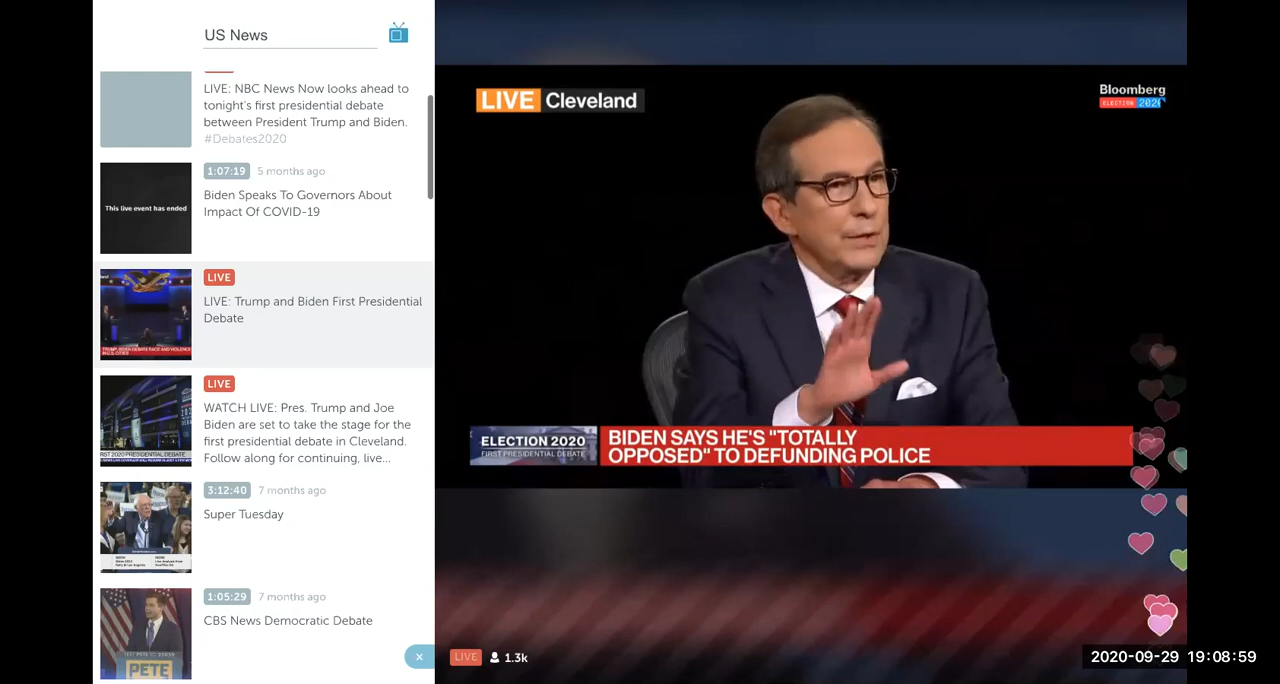 US News
LIVE: NBC News Now looks ahead to
tonight's first presidential debate
between President Trump and Biden.
#Debates2020
1:07:19 5 months ago
Biden Speaks To Governors About
Impact Of COVID-19
This live event has ended
LIVE
LIVE: Trump and Biden First Presidential
Debate
LIVE
WATCH LIVE: Pres. Trump and Joe
Biden are set to take the stage for the
first presidential debate in Cleveland.
Follow along for continuing, live...
3:12:40 7 months ago
Super Tuesday
1:05:29 7 months ago
CBS News Democratic Debate
PETE
×
LIVE Cleveland
Bloomberg
ELECTION 2020
ELECTION 2020
FIRST PRESIDENTIAL DEBATE
BIDEN SAYS HE'S "TOTALLY
OPPOSED" TO DEFUNDING POLICE
LIVE 1.3k
2020-09-29 19:08:59